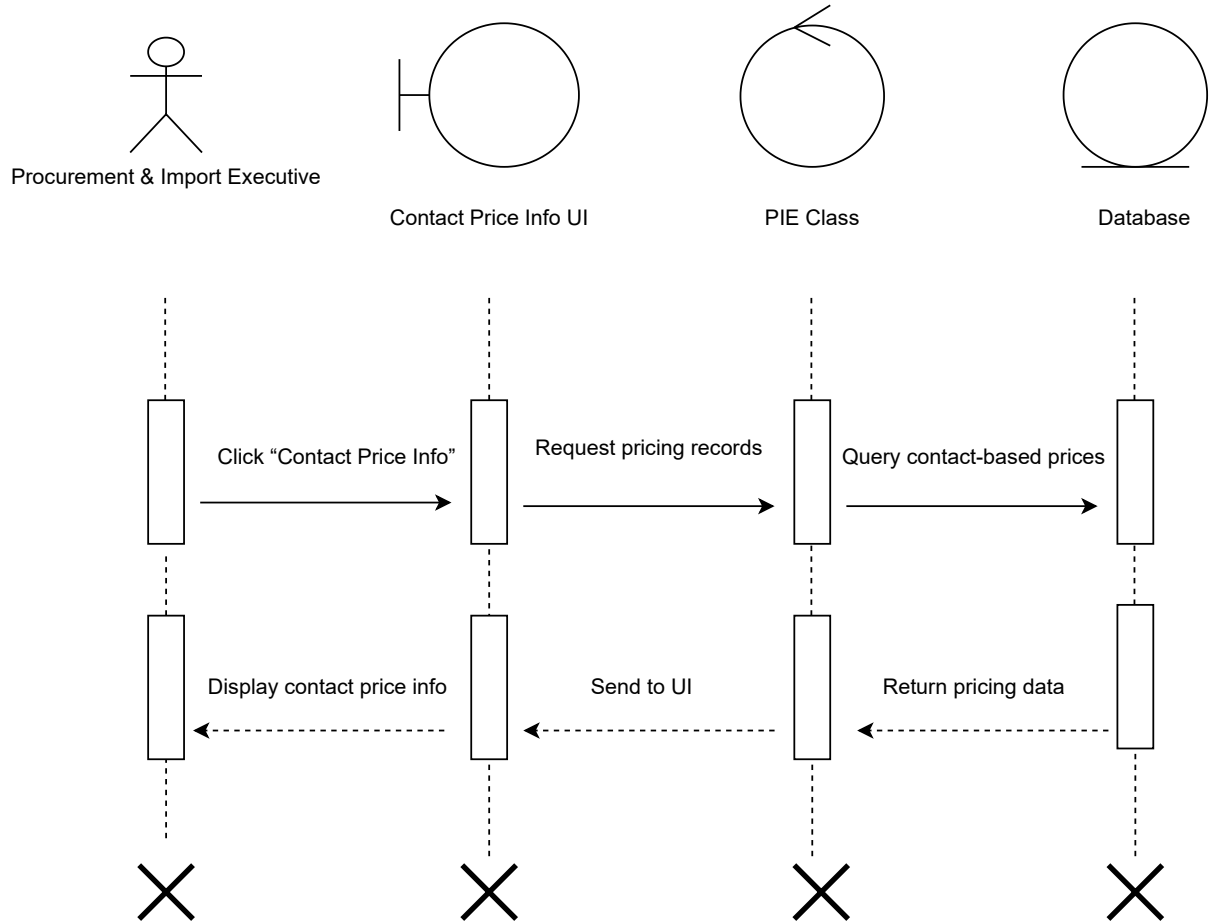 Procurement & Import Executive
Contact Price Info UI
PIE Class
Database
Click “Contact Price Info”
Request pricing records
Query contact-based prices
Display contact price info
Send to UI
Return pricing data